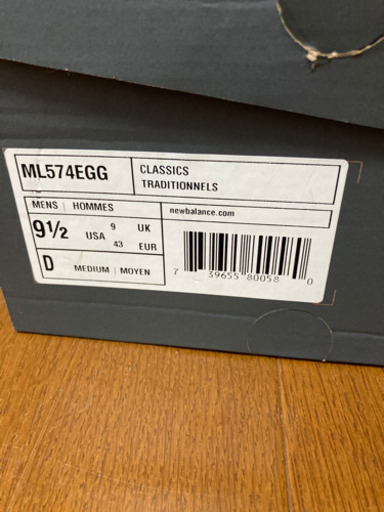 ML574EGG
CLASSICS
TRADITIONNELS
MENS | HOMMES
9½ USA 9 UK
43 EUR
D MEDIUM | MOYEN
newbalance.com
7 39655 80058 0